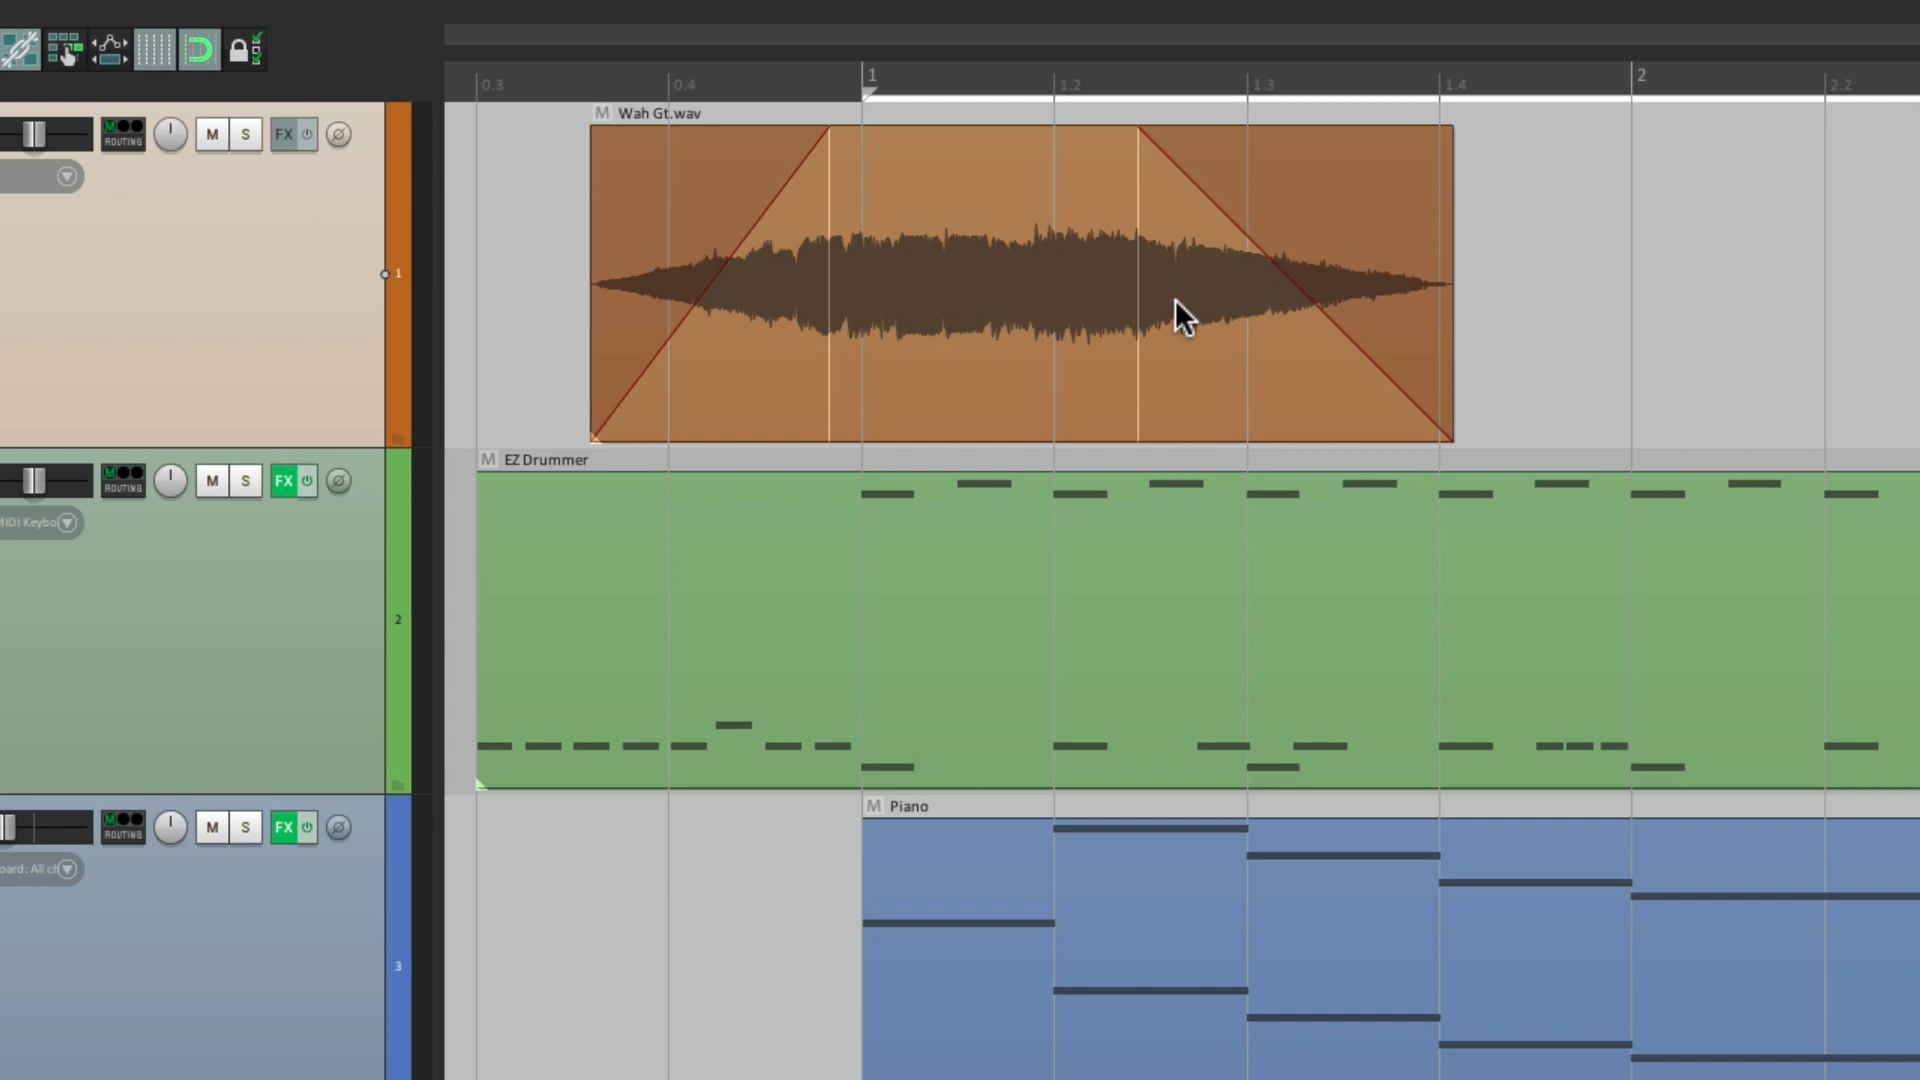 0.3 0.4 1 1.2 1.3 1.4 2 2.2
M Wah Gt.wav
ROUTING M S FX
1
M EZ Drummer
ROUTING M S FX
MIDI Keybo
2
M Piano
ROUTING M S FX
oard: All ch
3